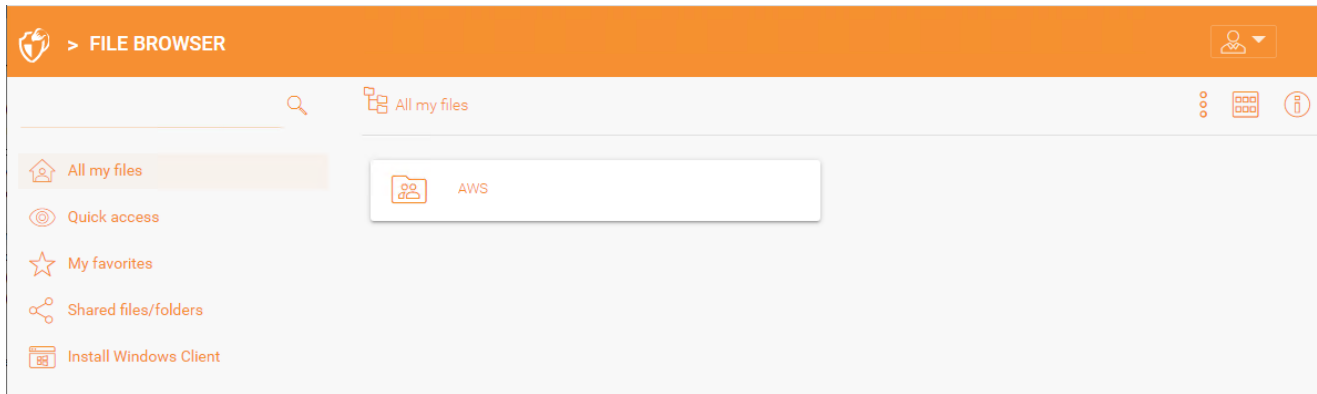 > FILE BROWSER
All my files
All my files
Quick access
My favorites
Shared files/folders
Install Windows Client
AWS